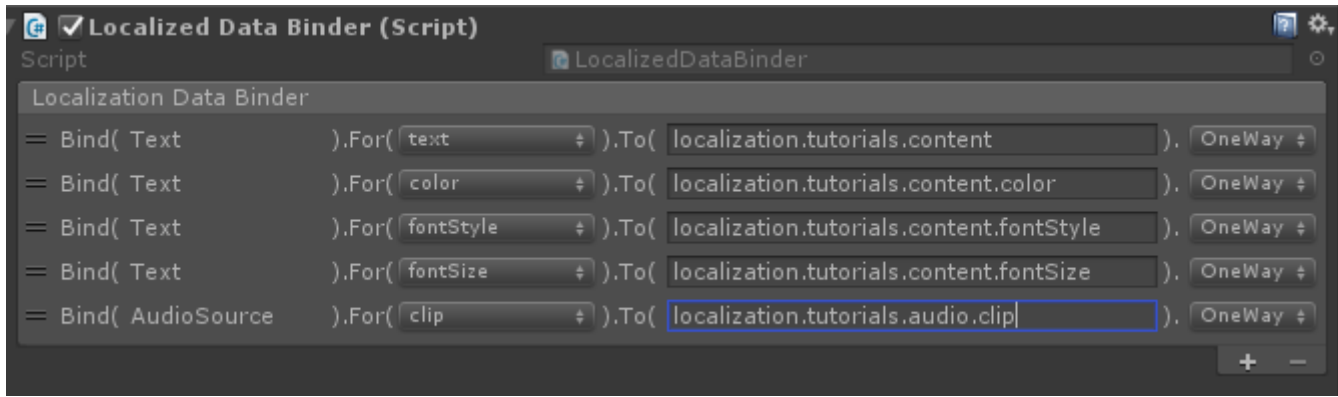 Localized Data Binder (Script)
Script LocalizedDataBinder
Localization Data Binder
= Bind( Text ).For( text ).To( localization.tutorials.content ). OneWay
= Bind( Text ).For( color ).To( localization.tutorials.content.color ). OneWay
= Bind( Text ).For( fontStyle ).To( localization.tutorials.content.fontStyle ). OneWay
= Bind( Text ).For( fontSize ).To( localization.tutorials.content.fontSize ). OneWay
= Bind( AudioSource ).For( clip ).To( localization.tutorials.audio.clip ). OneWay
+ −